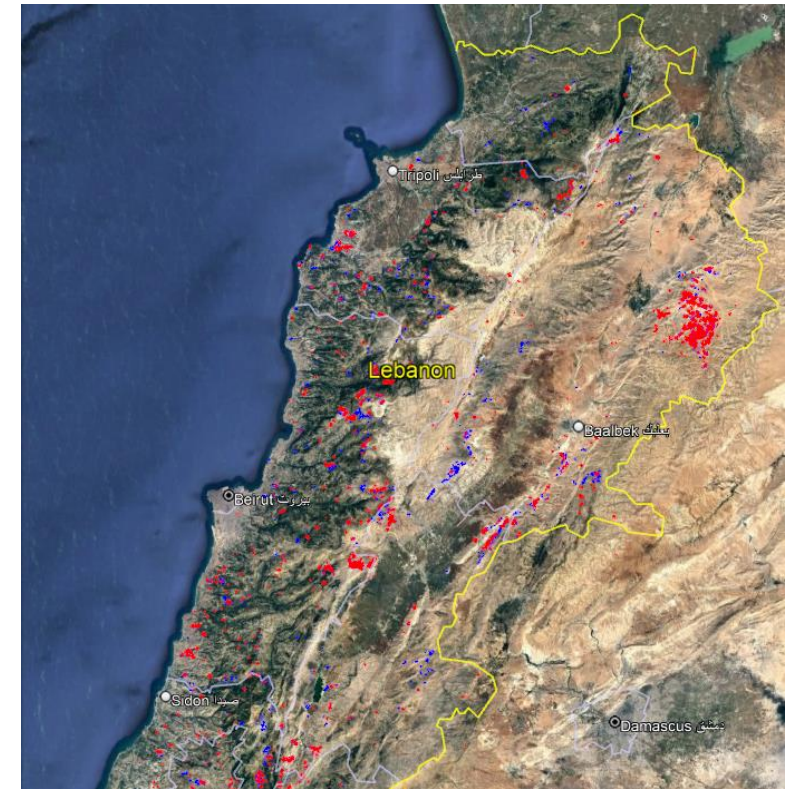 Tripoli طرابلس
Lebanon
Baalbek بعلبك
Beirut بيروت
Sidon صيدا
Damascus دمشق